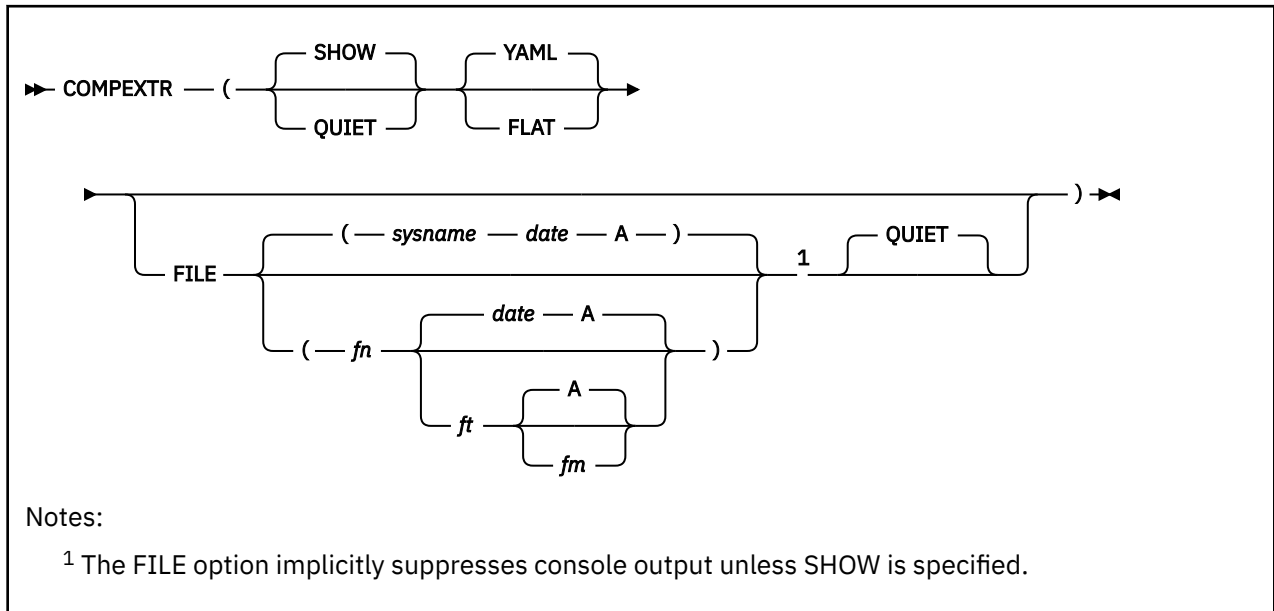 SHOW YAML
COMPEXTR (
QUIET FLAT
)
( sysname date A ) QUIET
1
FILE
date A
( fn )
A
ft
fm
Notes:
1 The FILE option implicitly suppresses console output unless SHOW is specified.